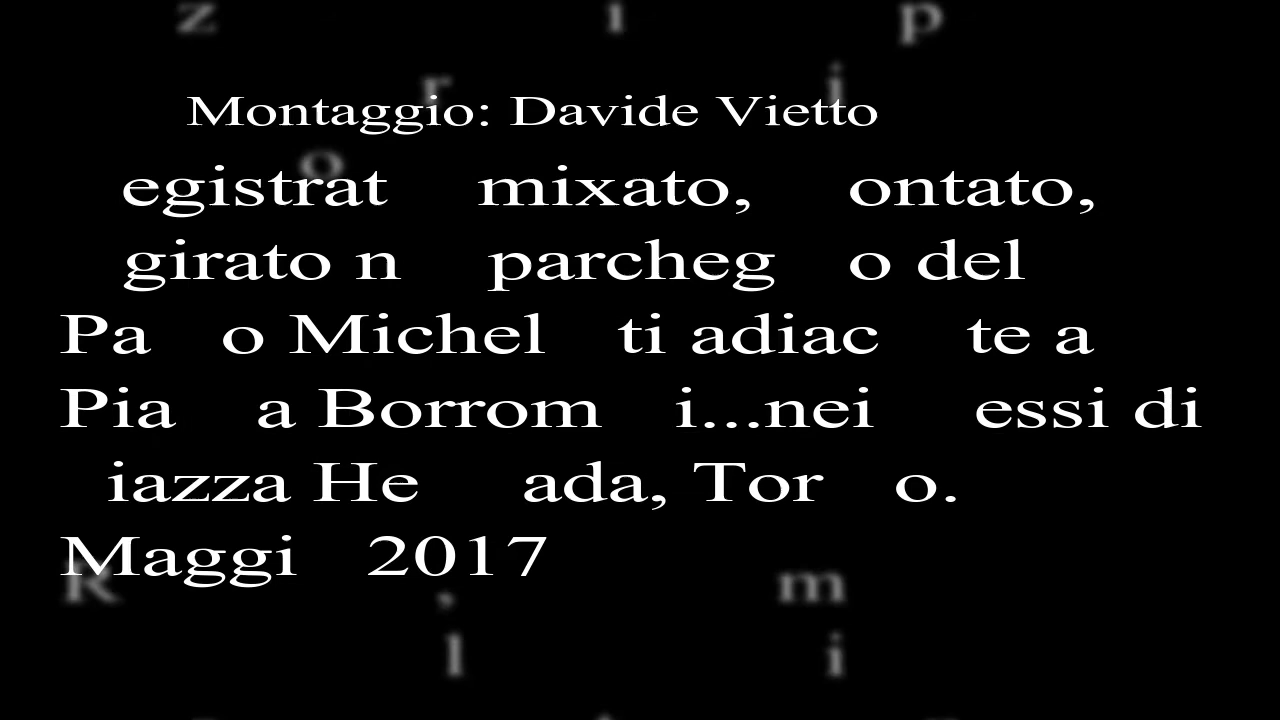 z i p
r i
Montaggio: Davide Vietto
o
egistrat mixato, ontato,
girato n parcheg o del
Pa o Michel ti adiac te a
Pia a Borrom i...nei essi di
iazza He ada, Tor o.
Maggi 2017
R , m
l i